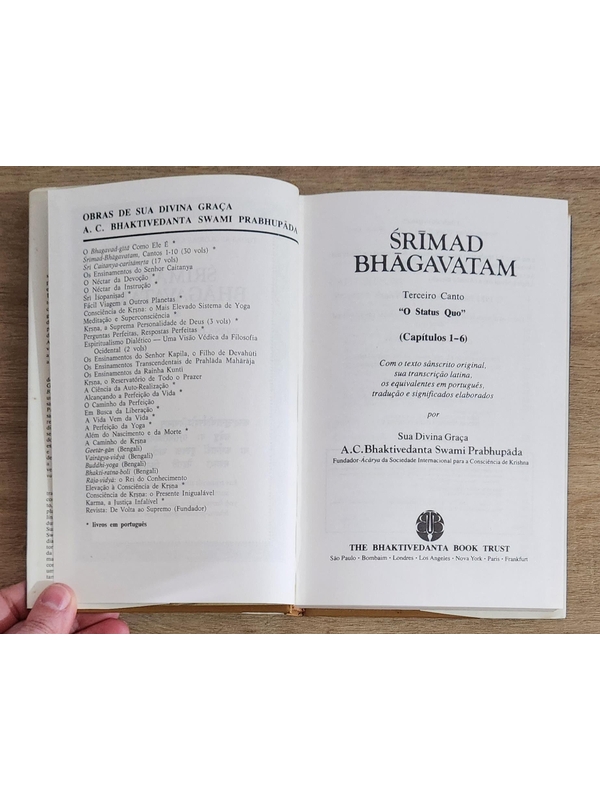 OBRAS DE SUA DIVINA GRAÇA
A. C. BHAKTIVEDANTA SWAMI PRABHUPĀDA
O Bhagavad-gītā Como Ele É *
Śrīmad-Bhāgavatam, Cantos 1-10 (30 vols) *
Śrī Caitanya-caritāmṛta (17 vols)
Os Ensinamentos do Senhor Caitanya
O Néctar da Devoção *
O Néctar da Instrução *
Śrī Īśopaniṣad *
Fácil Viagem a Outros Planetas *
Consciência de Kṛṣṇa: o Mais Elevado Sistema de Yoga
Meditação e Superconsciência *
Kṛṣṇa, a Suprema Personalidade de Deus (3 vols) *
Perguntas Perfeitas, Respostas Perfeitas *
Espiritualismo Dialético — Uma Visão Védica da Filosofia
Ocidental (2 vols)
Os Ensinamentos do Senhor Kapila, o Filho de Devahuti
Os Ensinamentos Transcendentais de Prahlāda Mahārāja
Os Ensinamentos da Rainha Kuntī
Kṛṣṇa, o Reservatório de Todo o Prazer
A Ciência da Auto-Realização *
Alcançando a Perfeição da Vida *
O Caminho da Perfeição
Em Busca da Liberação *
A Vida Vem da Vida *
A Perfeição da Yoga *
Além do Nascimento e da Morte *
A Caminho de Kṛṣṇa
Geetār-gān (Bengali)
Vairāgya-vidyā (Bengali)
Buddhi-yoga (Bengali)
Bhakti-ratna-boli (Bengali)
Rāja-vidyā: o Rei do Conhecimento
Elevação à Consciência de Kṛṣṇa *
Consciência de Kṛṣṇa: o Presente Inigualável
Karma, a Justiça Infalível *
Revista: De Volta ao Supremo (Fundador)
* livros em português
ŚRĪMAD
BHĀGAVATAM
Terceiro Canto
"O Status Quo"
(Capítulos 1-6)
Com o texto sânscrito original,
sua transcrição latina,
os equivalentes em português,
tradução e significados elaborados
por
Sua Divina Graça
A.C.Bhaktivedanta Swami Prabhupāda
Fundador-Ācārya da Sociedade Internacional para a Consciência de Krishna
THE BHAKTIVEDANTA BOOK TRUST
São Paulo • Bombaim • Londres • Los Angeles • Nova York • Paris • Frankfurt